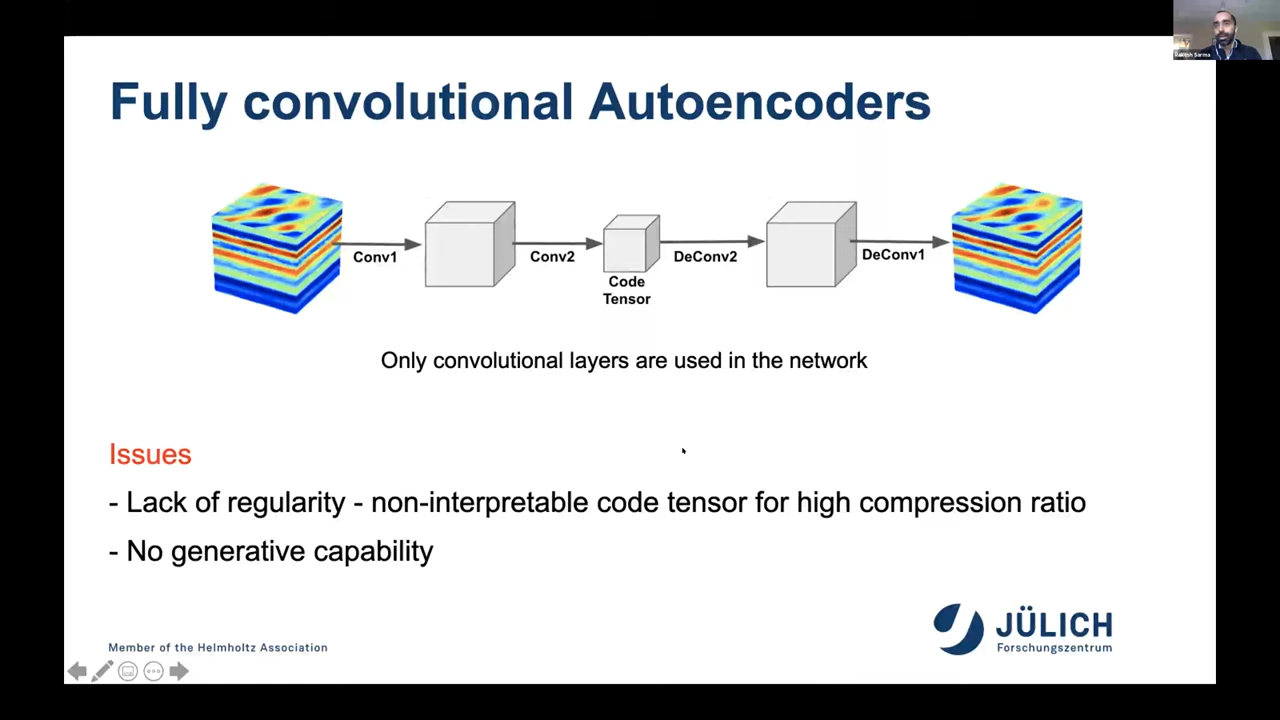 Rakesh Sarma
Fully convolutional Autoencoders
Conv1
Conv2
Code
Tensor
DeConv2
DeConv1
Only convolutional layers are used in the network
Issues
- Lack of regularity - non-interpretable code tensor for high compression ratio
- No generative capability
Member of the Helmholtz Association
JÜLICH
Forschungszentrum